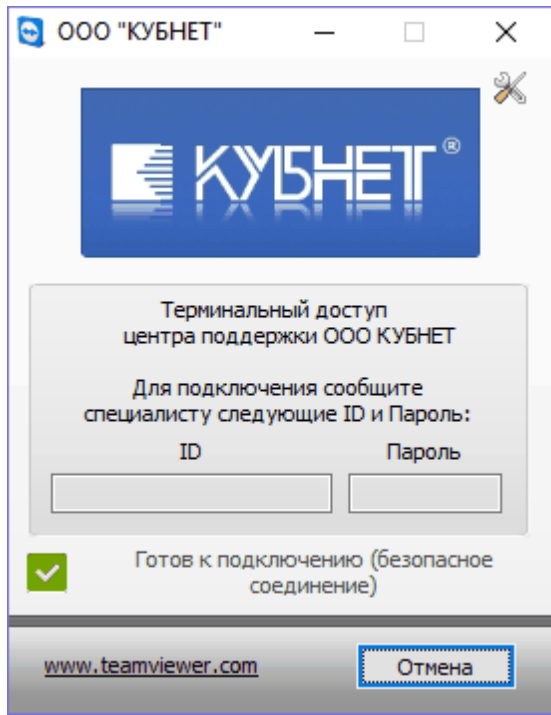 ООО "КУБНЕТ"
КУБНЕТ®
Терминальный доступ
центра поддержки ООО КУБНЕТ
Для подключения сообщите
специалисту следующие ID и Пароль:
ID Пароль
Готов к подключению (безопасное
соединение)
www.teamviewer.com Отмена